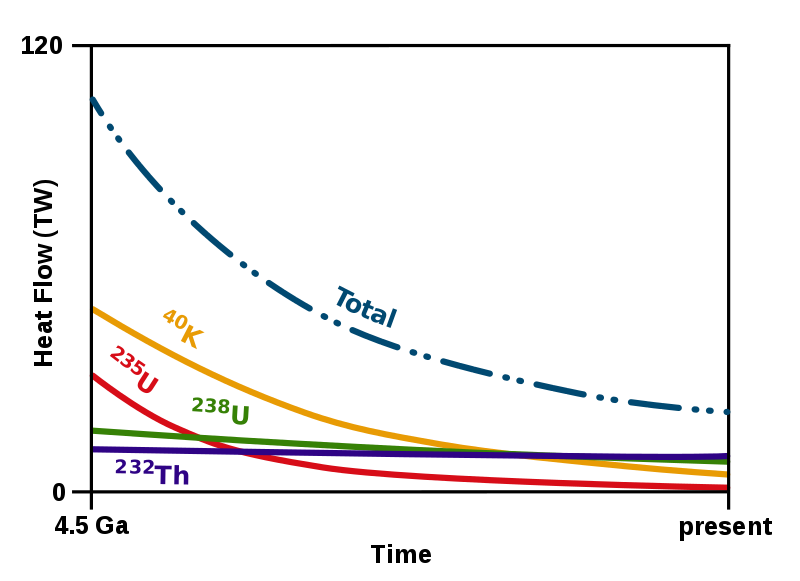 120
Heat Flow (TW)
Total
⁴⁰K
²³⁵U
²³⁸U
²³²Th
0
4.5 Ga
present
Time